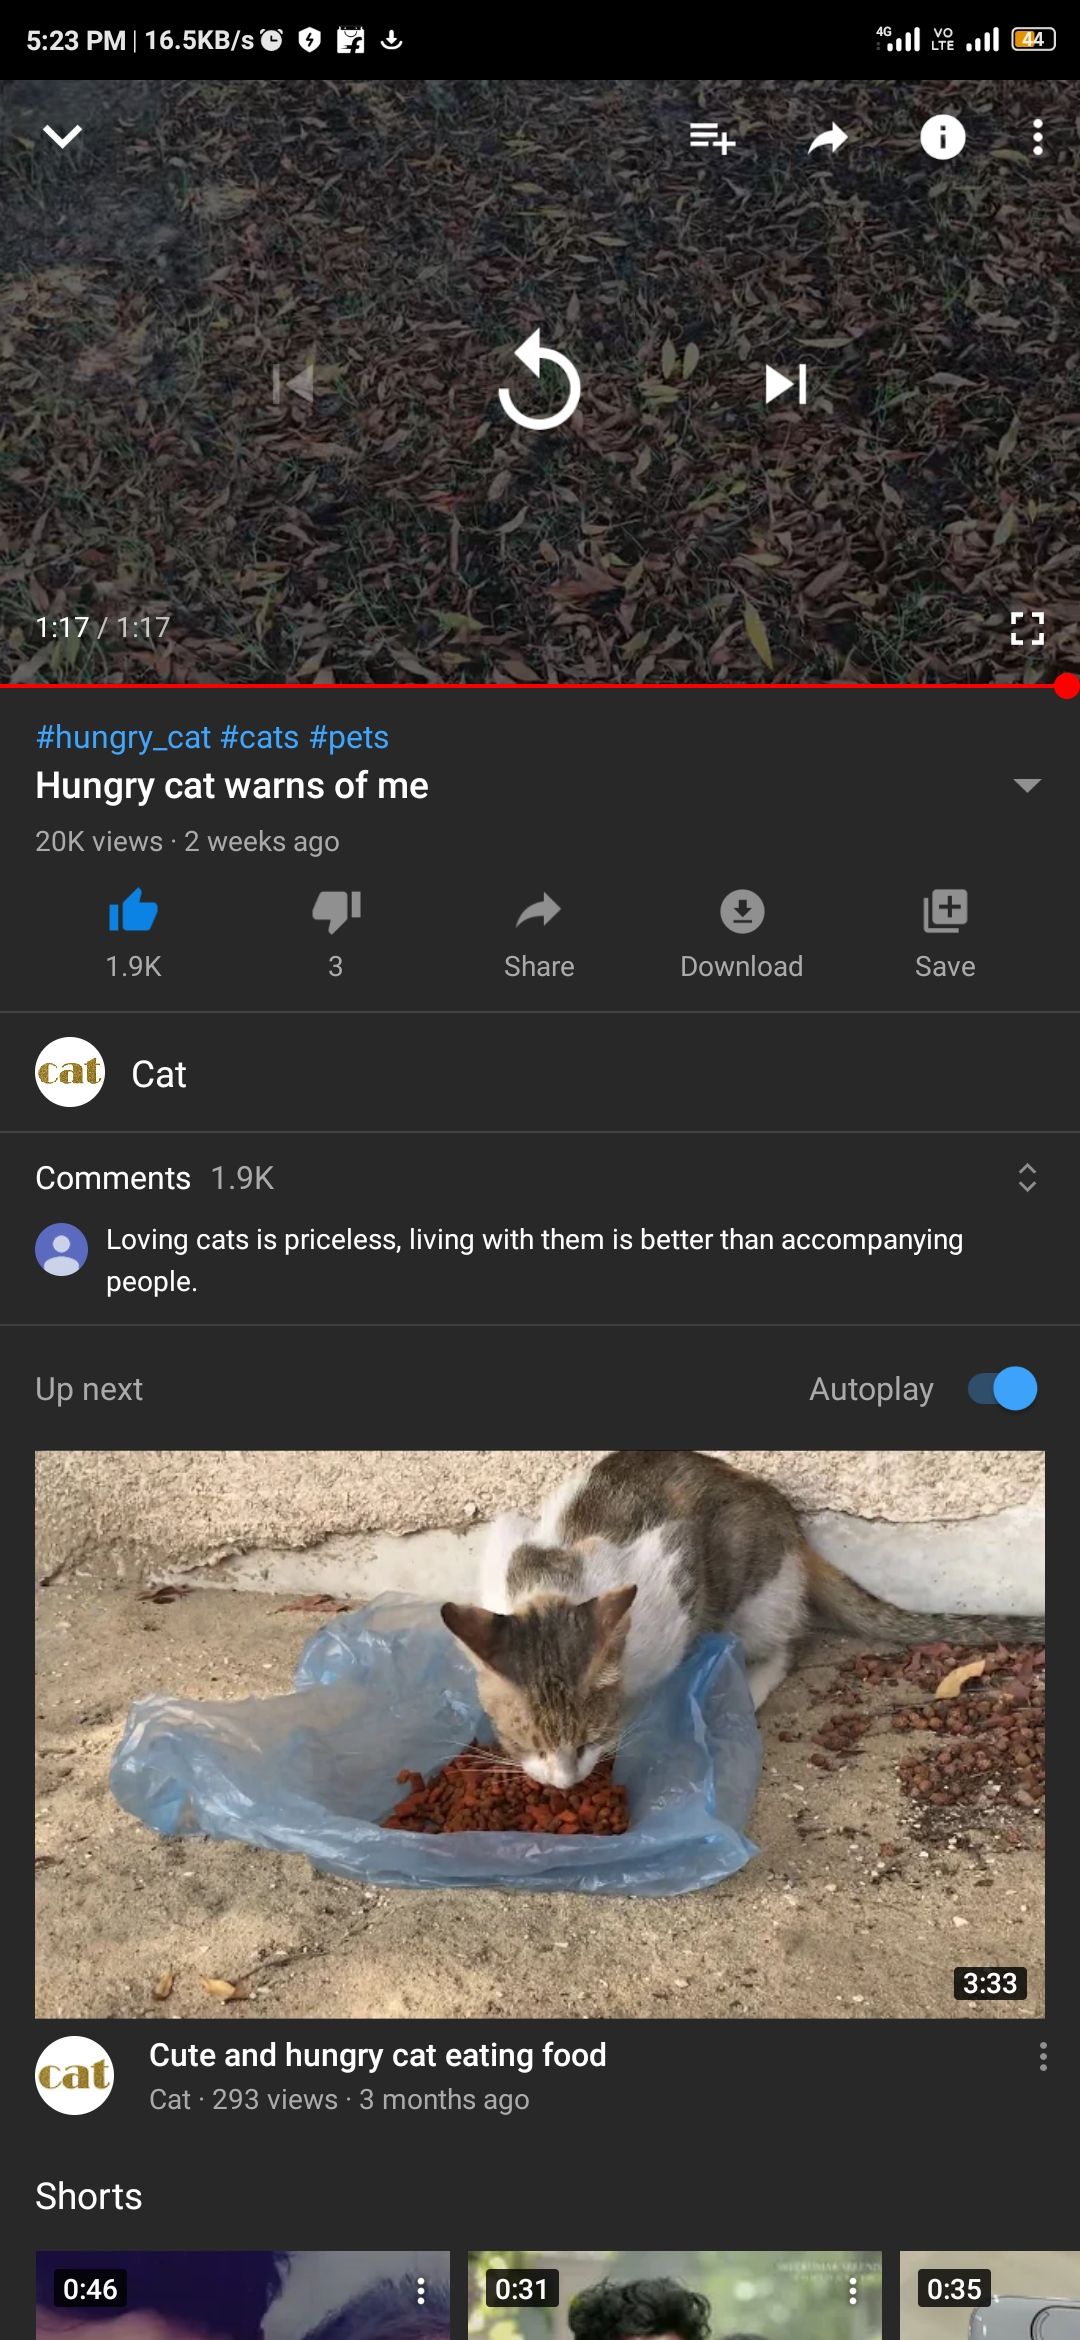 5:23 PM | 16.5KB/s
4G
VO
LTE
44
1:17 / 1:17
#hungry_cat #cats #pets
Hungry cat warns of me
20K views · 2 weeks ago
1.9K
3
Share
Download
Save
cat
Cat
Comments 1.9K
Loving cats is priceless, living with them is better than accompanying
people.
Up next
Autoplay
3:33
cat
Cute and hungry cat eating food
Cat · 293 views · 3 months ago
Shorts
0:46
0:31
0:35